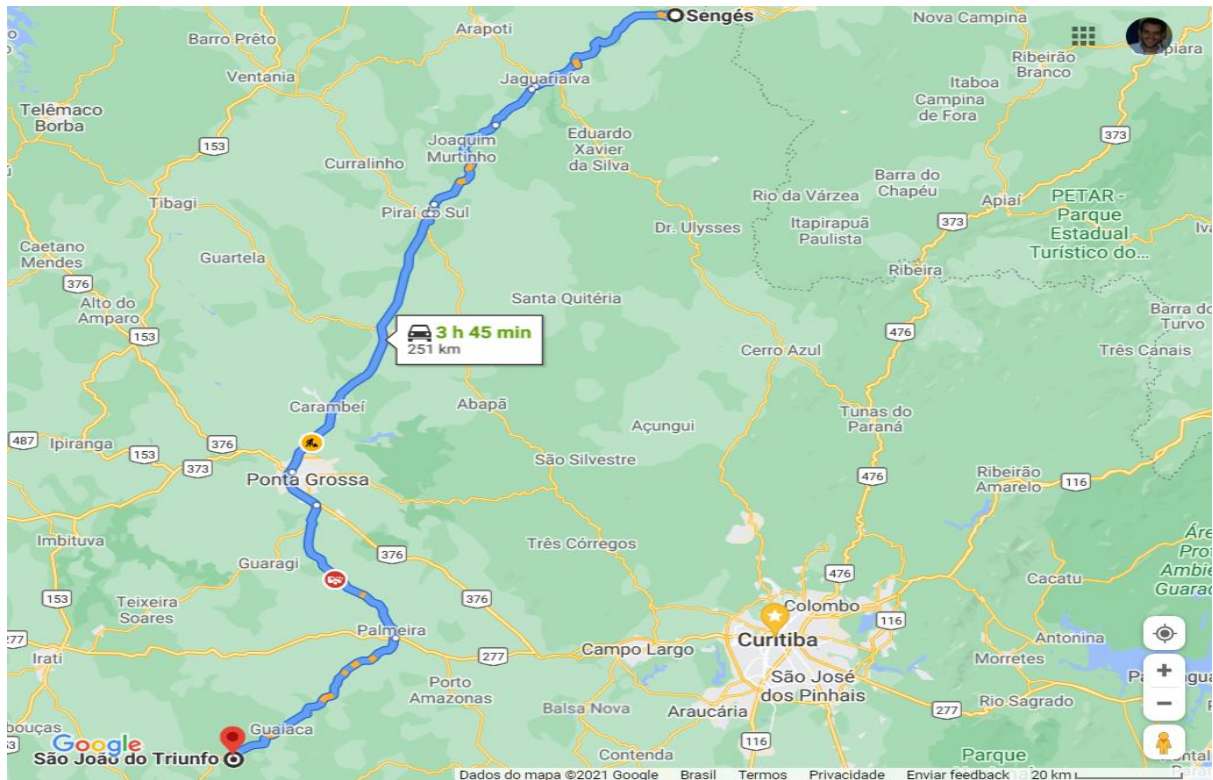 Sengés
Nova Campina
Arapoti
Barro Prêto
Ribeirão
Branco
Ventania
Jaguariaíva
Itaboa
Campina
de Fora
Telêmaco
Borba
373
153
Joaquim
Murtinho
Eduardo
Xavier
da Silva
Curralinho
Barra do
Chapéu
Rio da Várzea
PETAR -
Parque
Estadual
Turístico do...
Apiaí
Tibagi
Piraí do Sul
Itapirapuã
Paulista
373
Dr. Ulysses
Caetano
Mendes
Guartela
Ribeira
376
Alto do
Amparo
Santa Quitéria
Barra do
Turvo
3 h 45 min
251 km
153
476
Cerro Azul
Três Canais
Carambeí
Abapã
Tunas do
Paraná
Açungui
487
Ipiranga
376
153
373
São Silvestre
Ponta Grossa
476
Ribeirão
Amarelo
116
Imbituva
Três Córregos
376
Guaragi
476
Cacatu
153
Teixeira
Soares
376
Colombo
116
Palmeira
Curitiba
277
Irati
277
Campo Largo
Antonina
Morretes
São José
dos Pinhais
Porto
Amazonas
Balsa Nova
Araucária
277
Rio Sagrado
Guaiaca
Google
São João do Triunfo
116
Contenda
Parque
Dados do mapa ©2021 Google Brasil Termos Privacidade Enviar feedback 20 km